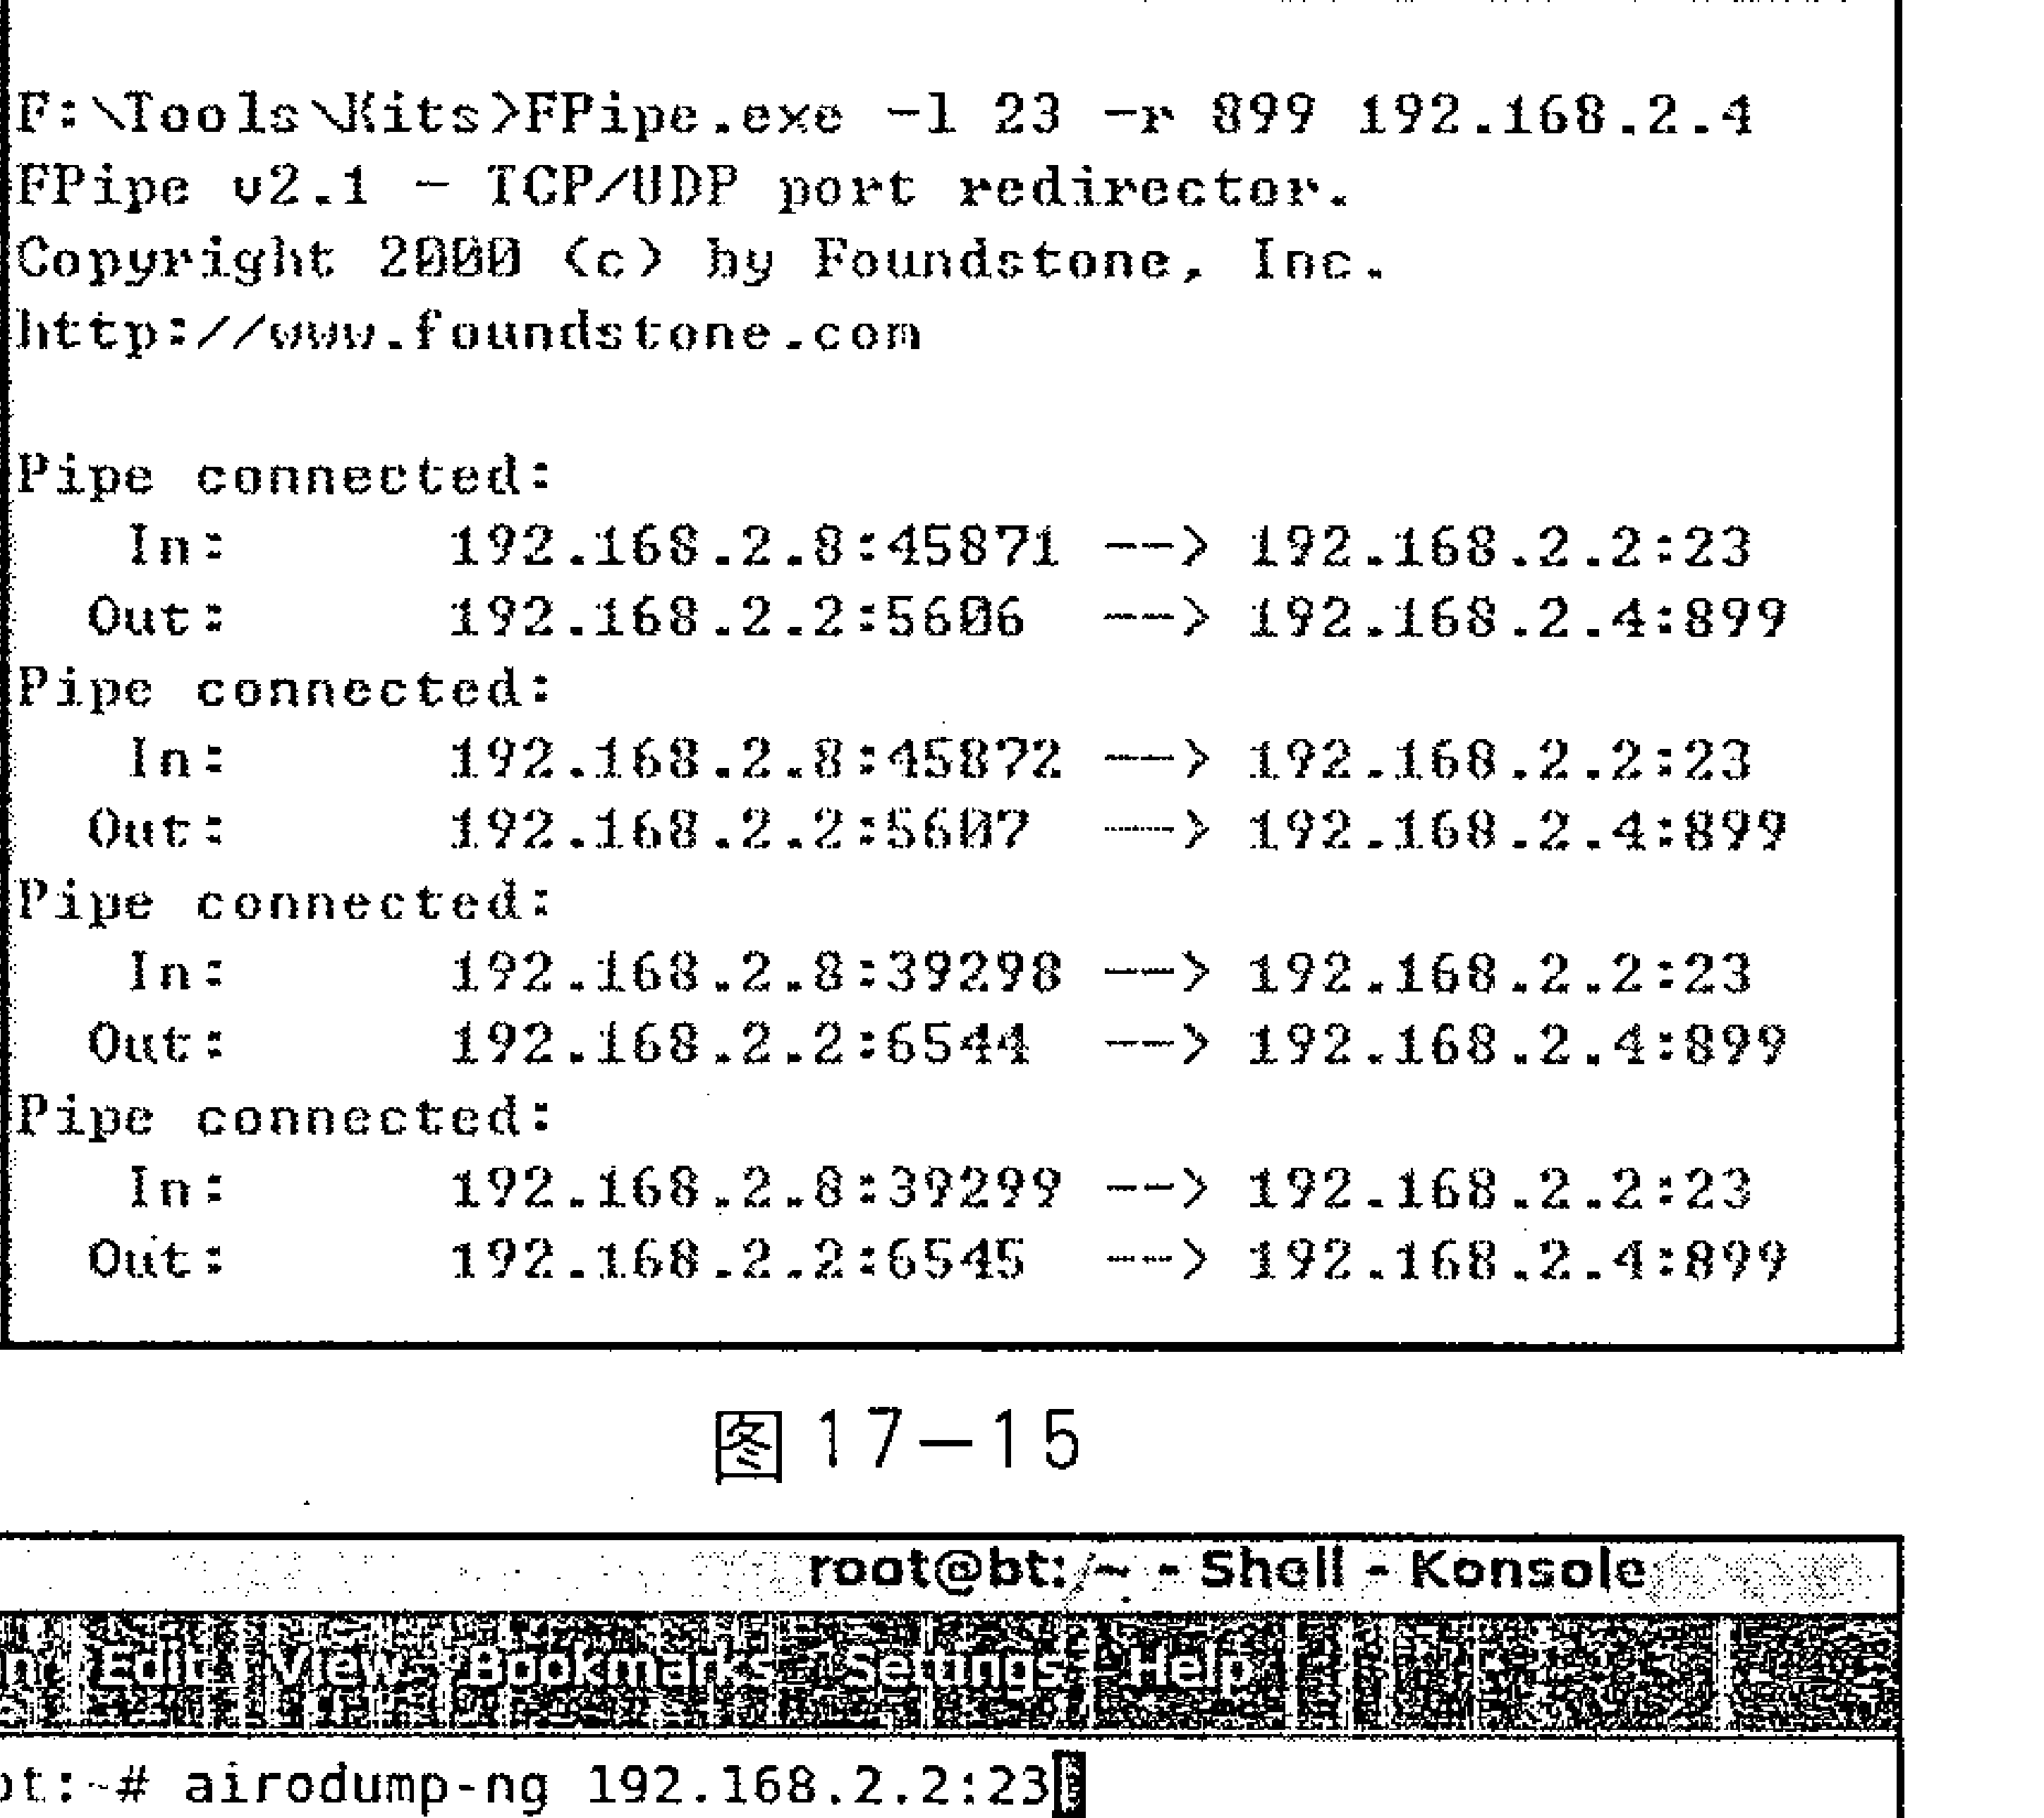 F:\Tools\Kits>FPipe.exe -l 23 -r 899 192.168.2.4
FPipe v2.1 - TCP/UDP port redirector.
Copyright 2000 (c) by Foundstone, Inc.
http://www.foundstone.com
Pipe connected:
In: 192.168.2.8:45871 --> 192.168.2.2:23
Out: 192.168.2.2:5606 --> 192.168.2.4:899
Pipe connected:
In: 192.168.2.8:45872 --> 192.168.2.2:23
Out: 192.168.2.2:5607 --> 192.168.2.4:899
Pipe connected:
In: 192.168.2.8:39298 --> 192.168.2.2:23
Out: 192.168.2.2:6544 --> 192.168.2.4:899
Pipe connected:
In: 192.168.2.8:39299 --> 192.168.2.2:23
Out: 192.168.2.2:6545 --> 192.168.2.4:899
图 17-15
root@bt: ~ - Shell - Konsole
Edit View Bookmarks Settings Help
t:~# airodump-ng 192.168.2.2:23